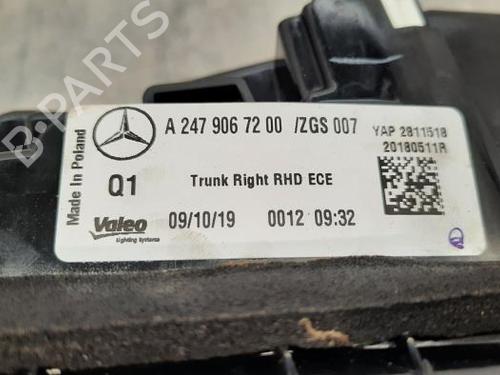 A 247 906 72 00 /ZGS 007
YAP 2811518
20180511R
Made in Poland
Q1
Trunk Right RHD ECE
Valeo
lighting systems
09/10/19 0012 09:32